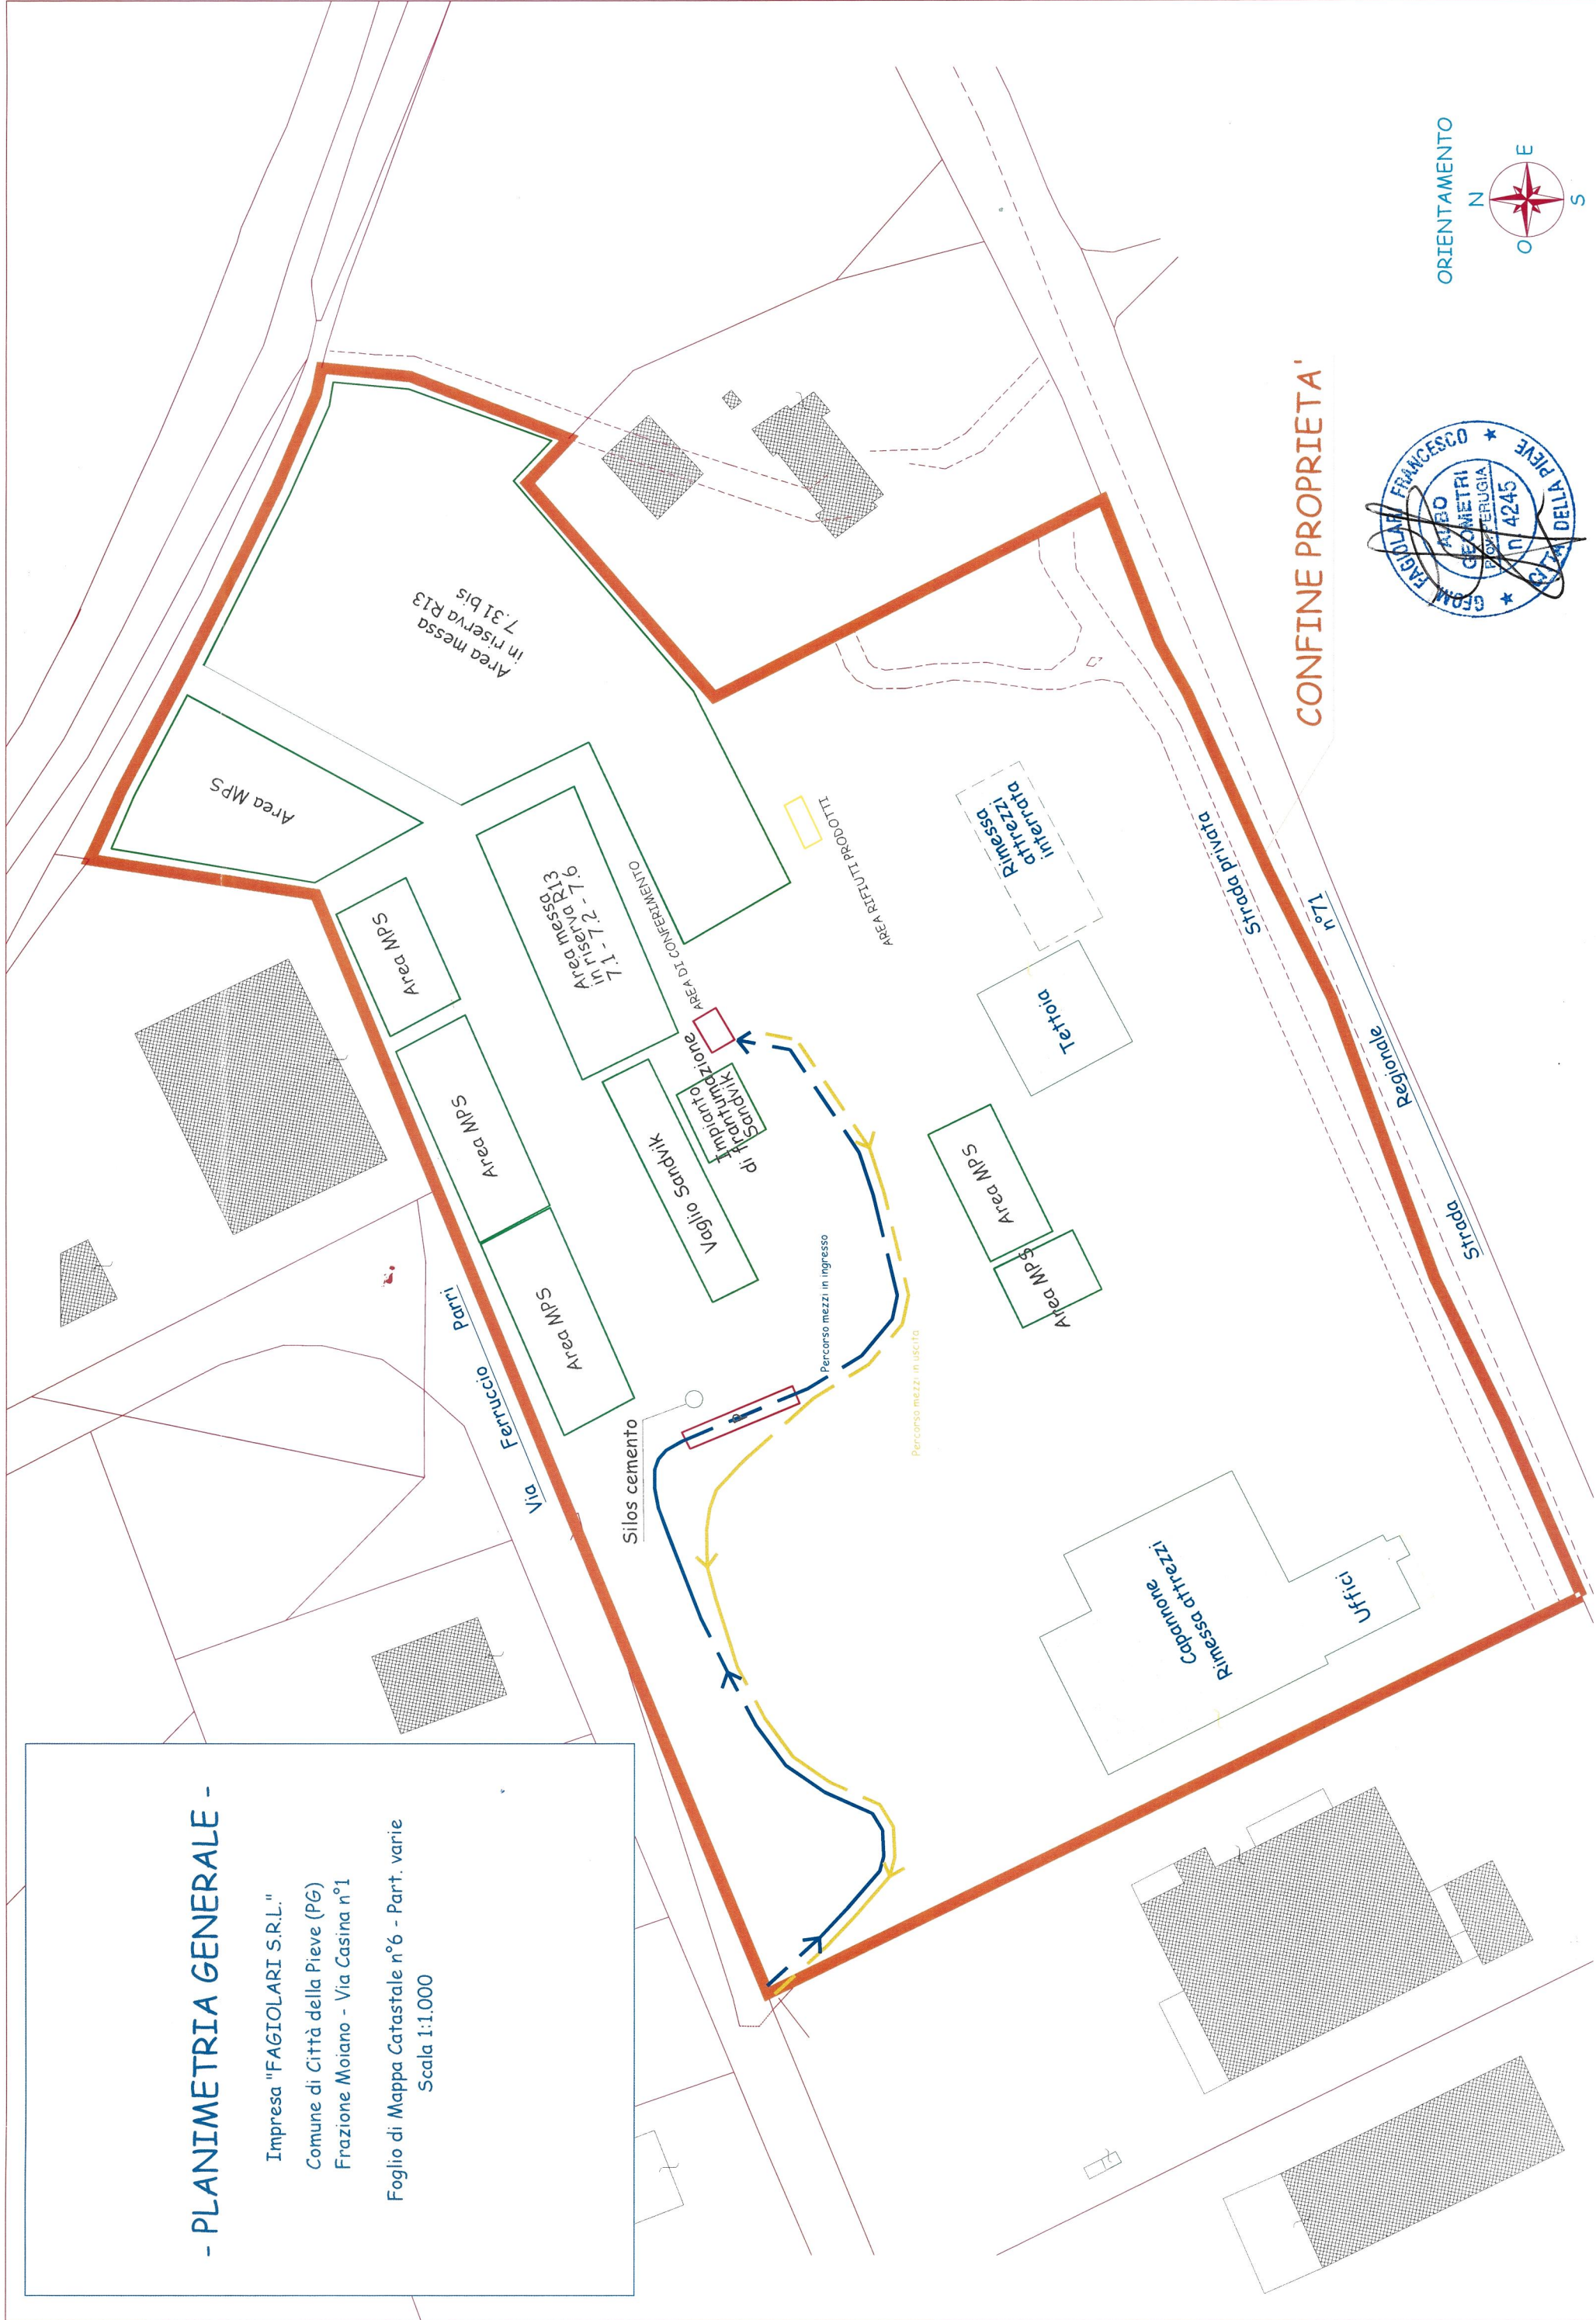 - PLANIMETRIA GENERALE -
Impresa "FAGIOLARI S.R.L."
Comune di Città della Pieve (PG)
Frazione Moiano - Via Casina n°1
Foglio di Mappa Catastale n°6 - Part. varie
Scala 1:1.000
Via Ferruccio Parri
Silos cemento
Area MPS
Area MPS
Area MPS
Area MPS
Area messa
in riserva R13
7.31 bis
Area messa
in riserva R13
7.1 - 7.2 - 7.6
AREA DI CONFERIMENTO
Vaglio Sandvik
Impianto
di frantumazione
Sandvik
AREA RIFIUTI PRODOTTI
Percorso mezzi in ingresso
Percorso mezzi in uscita
Area MPS
Area MPS
Tettoia
Rimessa
attrezzi
interrata
Capannone
Rimessa attrezzi
Uffici
Strada privata
Strada Regionale n°71
CONFINE PROPRIETA'
ORIENTAMENTO
N
O
E
S
GEOM. FAGIOLARI FRANCESCO
ALBO
GEOMETRI
PROV. PERUGIA
n. 4245
CITTÀ DELLA PIEVE